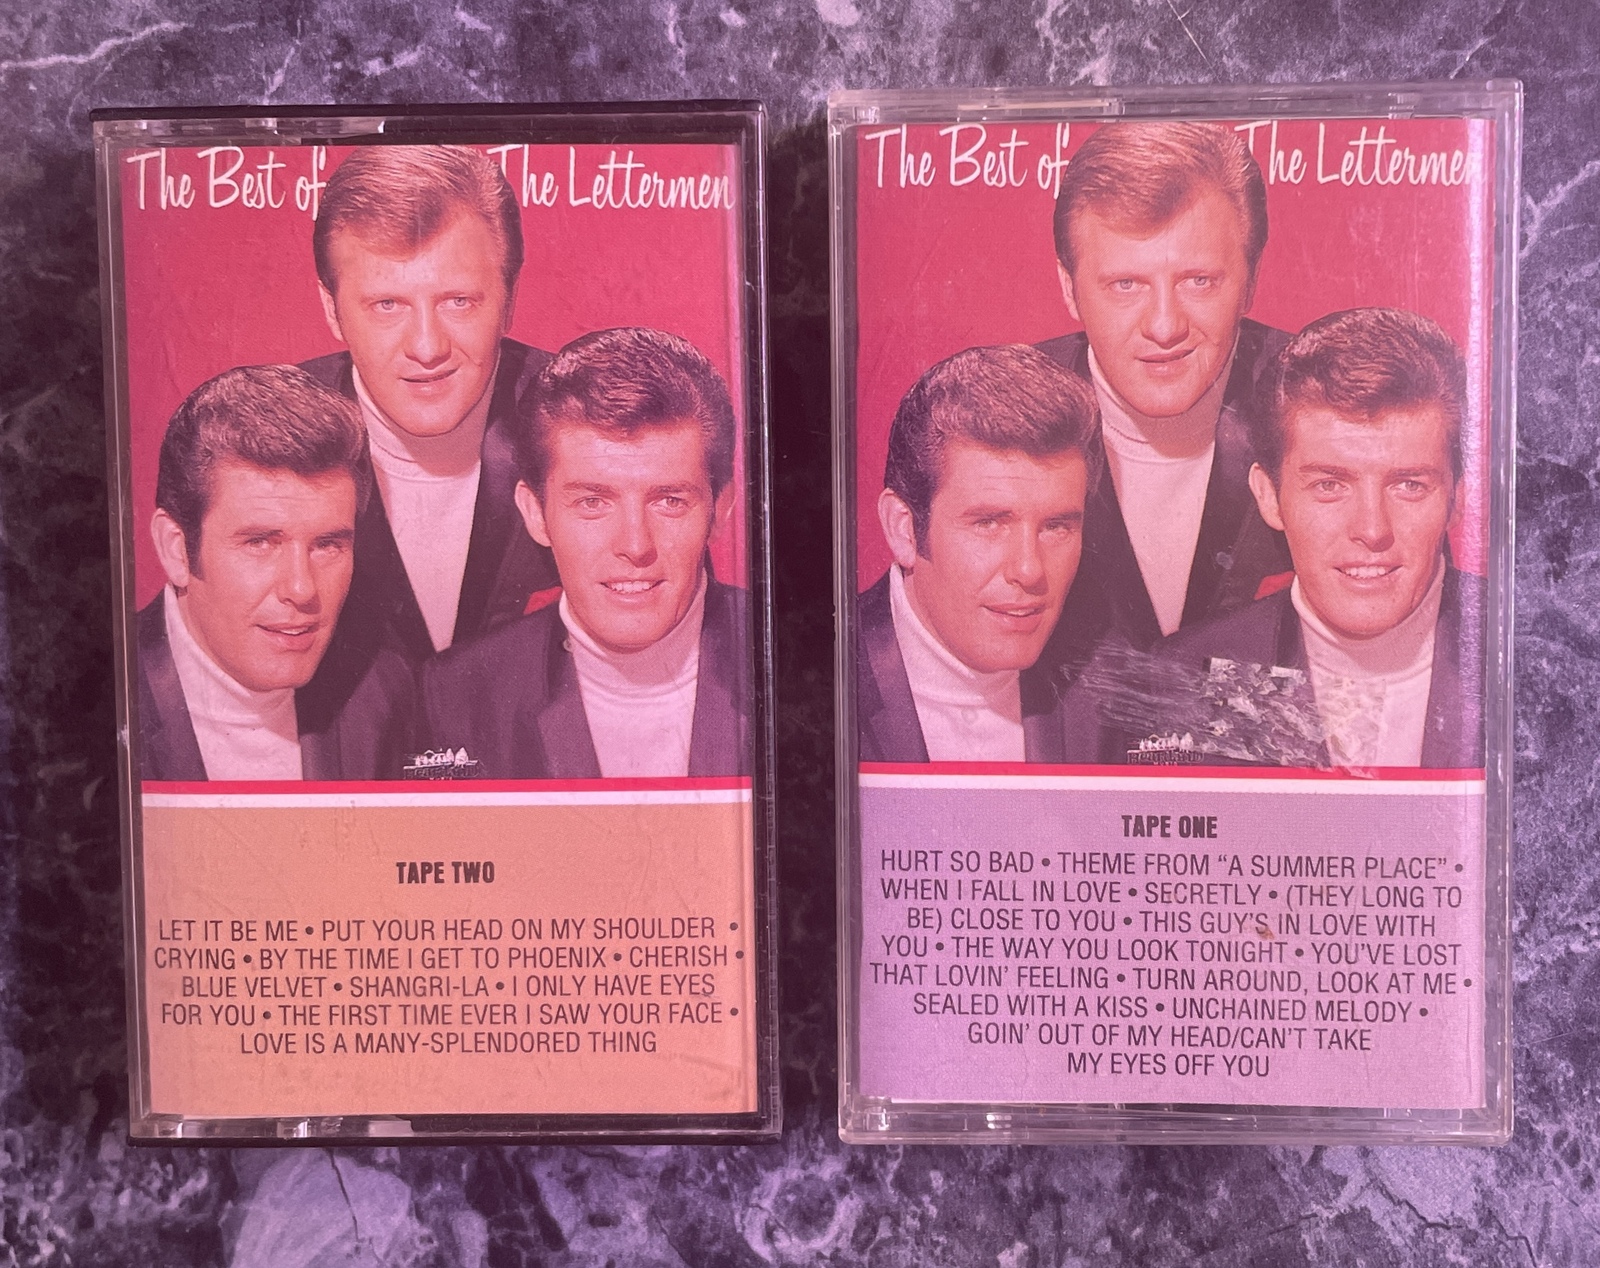 The Best of The Lettermen
TAPE TWO
LET IT BE ME • PUT YOUR HEAD ON MY SHOULDER •
CRYING • BY THE TIME I GET TO PHOENIX • CHERISH •
BLUE VELVET • SHANGRI-LA • I ONLY HAVE EYES
FOR YOU • THE FIRST TIME EVER I SAW YOUR FACE •
LOVE IS A MANY-SPLENDORED THING
The Best of The Lettermen
TAPE ONE
HURT SO BAD • THEME FROM “A SUMMER PLACE” •
WHEN I FALL IN LOVE • SECRETLY • (THEY LONG TO
BE) CLOSE TO YOU • THIS GUY'S IN LOVE WITH
YOU • THE WAY YOU LOOK TONIGHT • YOU'VE LOST
THAT LOVIN' FEELING • TURN AROUND, LOOK AT ME •
SEALED WITH A KISS • UNCHAINED MELODY •
GOIN' OUT OF MY HEAD/CAN'T TAKE
MY EYES OFF YOU